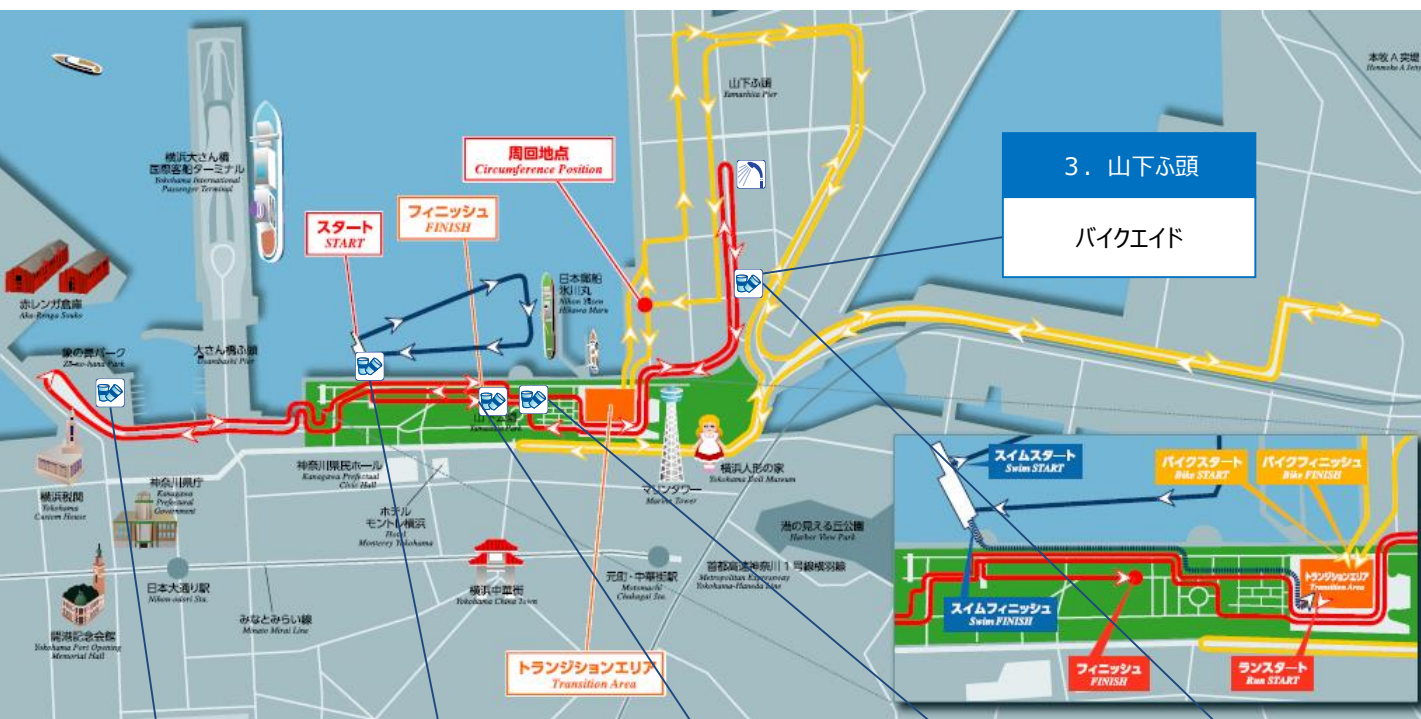 本牧A突堤
山下ふ頭
Yamashita Pier
横浜大さん橋
国際客船ターミナル
Yokohama International
Passenger Terminal
周回地点
Circumference Position
3．山下ふ頭
バイクエイド
フィニッシュ
FINISH
スタート
START
日本郵船
氷川丸
Nihon Yusen
Hikawa Maru
赤レンガ倉庫
Aka-Renga Souko
象の鼻パーク
Zo-no-hana Park
大さん橋ふ頭
Osambashi Pier
山下公園
Yamashita Park
横浜税関
Yokohama
Custom House
神奈川県庁
Kanagawa
Prefectural
Government
神奈川県民ホール
Kanagawa Prefectual
Civic Hall
ホテル
モントレ横浜
Hotel
Monterey Yokohama
マリンタワー
Marine Tower
横浜人形の家
Yokohama Doll Museum
港の見える丘公園
Harbor View Park
日本大通り駅
Nihon-odori Sta.
横浜中華街
Yokohama China Town
元町・中華街駅
Motomachi
Chukagai Sta.
首都高速神奈川1号線横羽線
Metropolitan Expressway
Yokohama-Haneda Line
みなとみらい線
Minato Mirai Line
開港記念会館
Yokohama Port Opening
Memorial Hall
トランジションエリア
Transition Area
スイムスタート
Swim START
バイクスタート
Bike START
バイクフィニッシュ
Bike FINISH
トランジションエリア
Transition Area
スイムフィニッシュ
Swim FINISH
フィニッシュ
FINISH
ランスタート
Run START